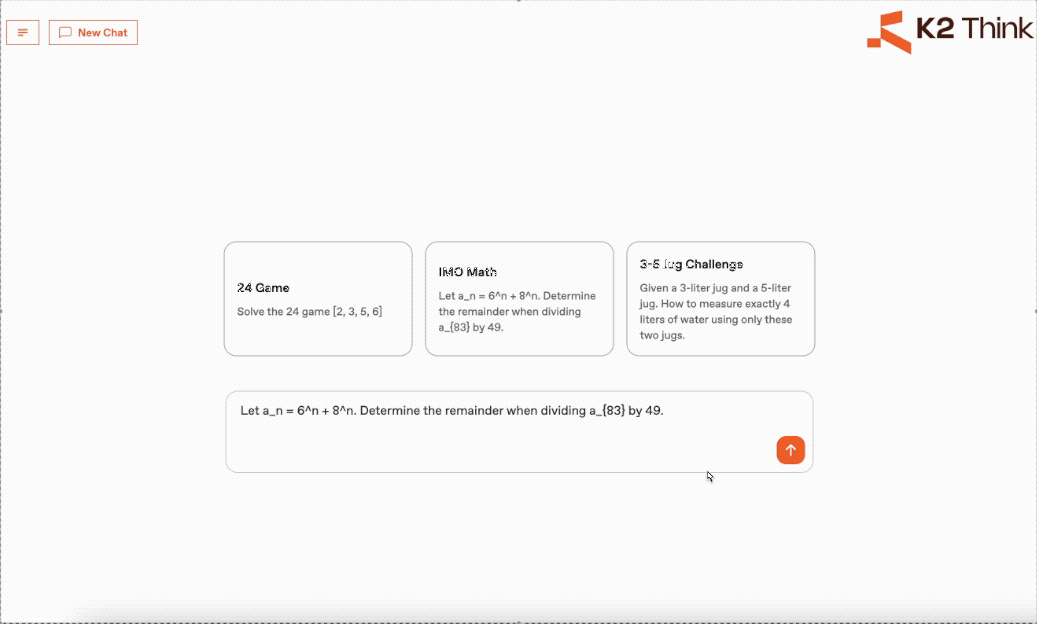 New Chat
K2 Think
24 Game
Solve the 24 game [2, 3, 5, 6]
IMO Math
Let a_n = 6^n + 8^n. Determine
the remainder when dividing
a_{83} by 49.
3-5 Jug Challenge
Given a 3-liter jug and a 5-liter
jug. How to measure exactly 4
liters of water using only these
two jugs.
Let a_n = 6^n + 8^n. Determine the remainder when dividing a_{83} by 49.